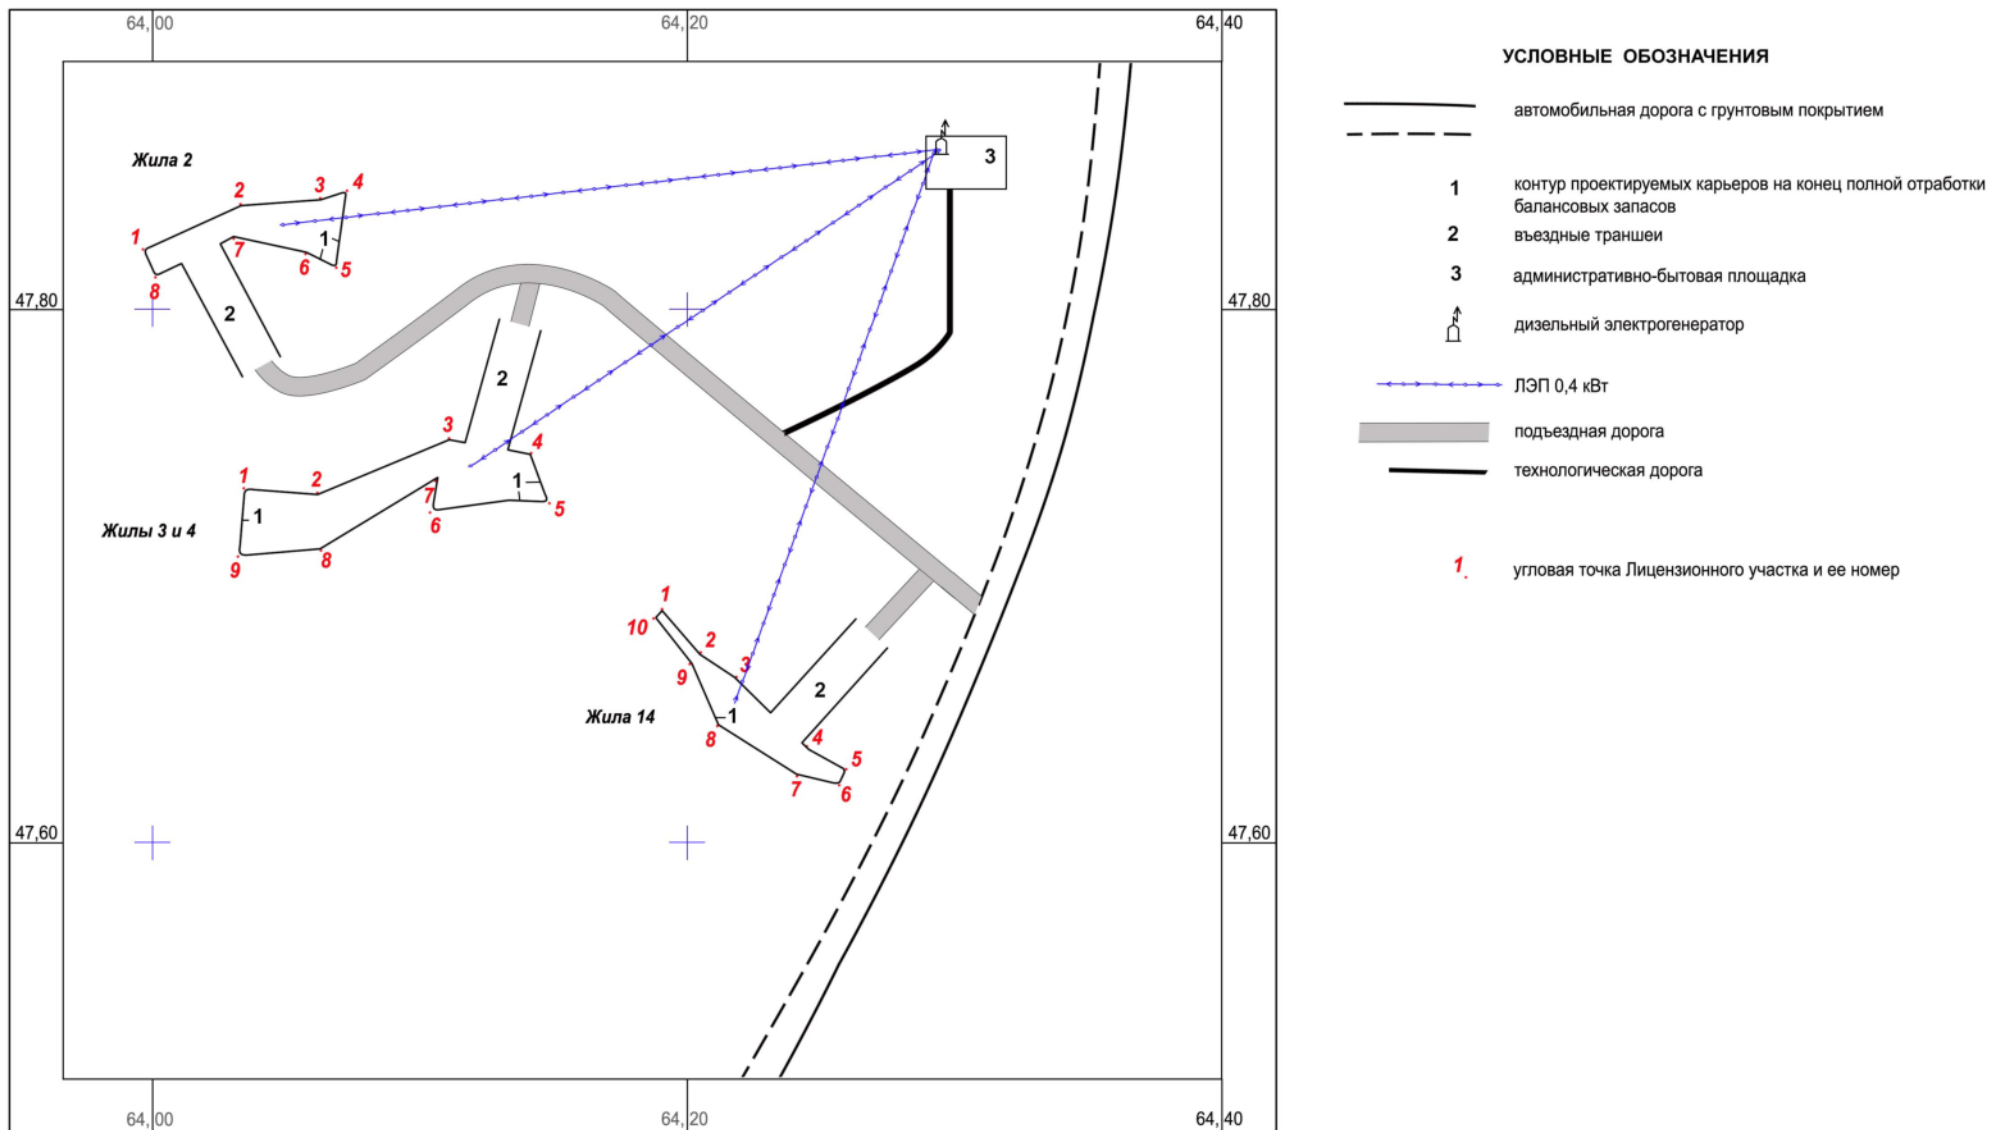 64,00 64,20 64,40
УСЛОВНЫЕ ОБОЗНАЧЕНИЯ
автомобильная дорога с грунтовым покрытием
1 контур проектируемых карьеров на конец полной отработки
балансовых запасов
2 въездные траншеи
3 административно-бытовая площадка
дизельный электрогенератор
ЛЭП 0,4 кВт
подъездная дорога
технологическая дорога
1 угловая точка Лицензионного участка и ее номер
3
Жила 2
2 3 4
1 1
7
6 5
8
47,80 47,80
2
2
3
4
1 2 1
7
5
1
6
Жилы 3 и 4
8
9
1
10
2
3
9
2
Жила 14
1
8
4
5
7 6
47,60 47,60
64,00 64,20 64,40